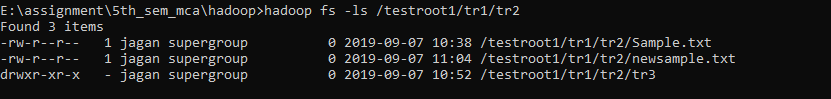 E:\assignment\5th_sem_mca\hadoop>hadoop fs -ls /testroot1/tr1/tr2
Found 3 items
-rw-r--r--   1 jagan supergroup          0 2019-09-07 10:38 /testroot1/tr1/tr2/Sample.txt
-rw-r--r--   1 jagan supergroup          0 2019-09-07 11:04 /testroot1/tr1/tr2/newsample.txt
drwxr-xr-x   - jagan supergroup          0 2019-09-07 10:52 /testroot1/tr1/tr2/tr3